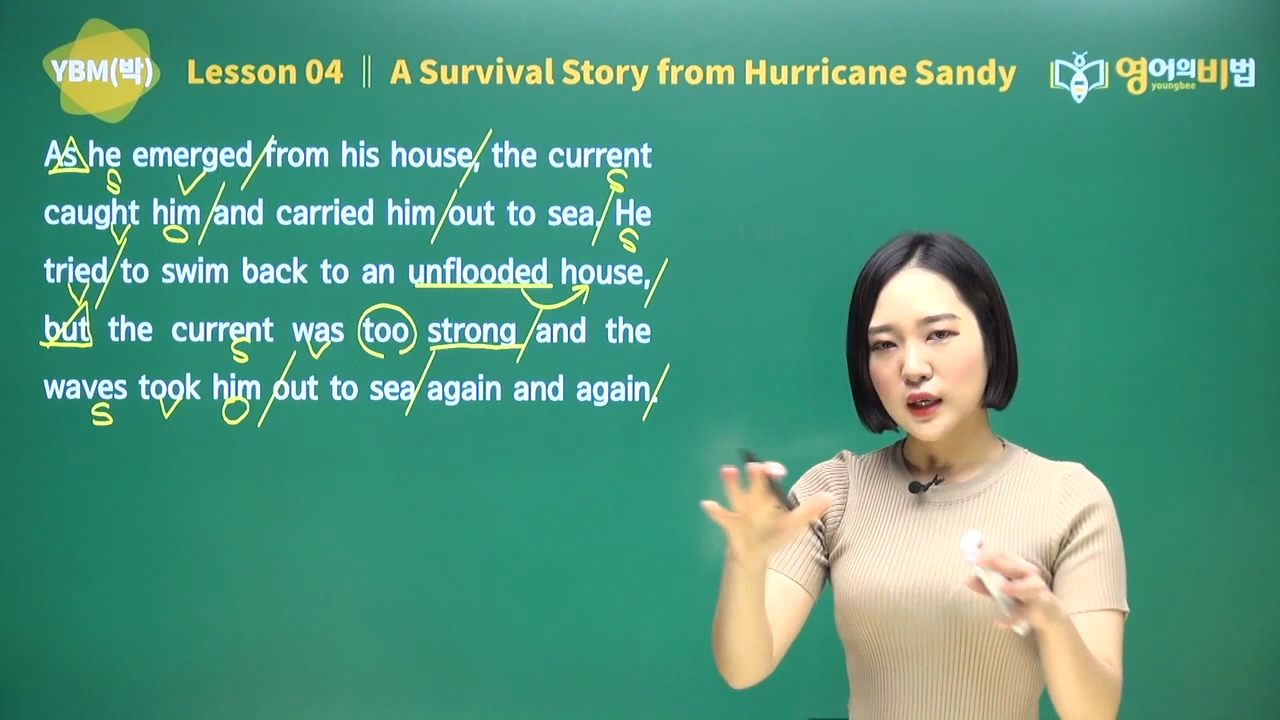 YBM(박)
Lesson 04 || A Survival Story from Hurricane Sandy
영어의비법
youngbee
As he emerged from his house, the current
caught him and carried him out to sea. He
tried to swim back to an unflooded house,
but the current was too strong and the
waves took him out to sea again and again.
S
S
V
O
S
V
S
V
S
V
O